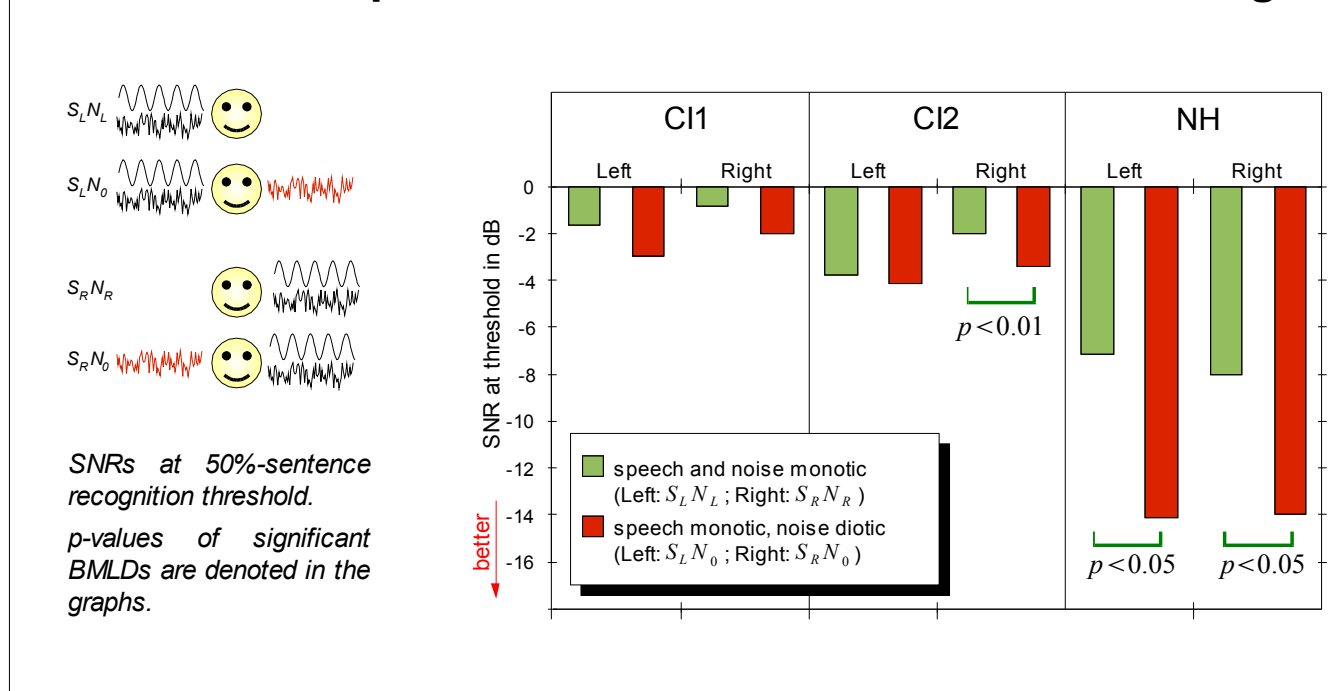 S_L N_L
S_L N_0
S_R N_R
S_R N_0
SNRs at 50%-sentence
recognition threshold.
p-values of significant
BMLDs are denoted in the
graphs.
CI1 CI2 NH
Left Right Left Right Left Right
SNR at threshold in dB
0
-2
-4
-6
-8
-10
-12
-14
-16
better
p<0.01
p<0.05 p<0.05
speech and noise monotic
(Left: S_L N_L ; Right: S_R N_R )
speech monotic, noise diotic
(Left: S_L N_0 ; Right: S_R N_0 )